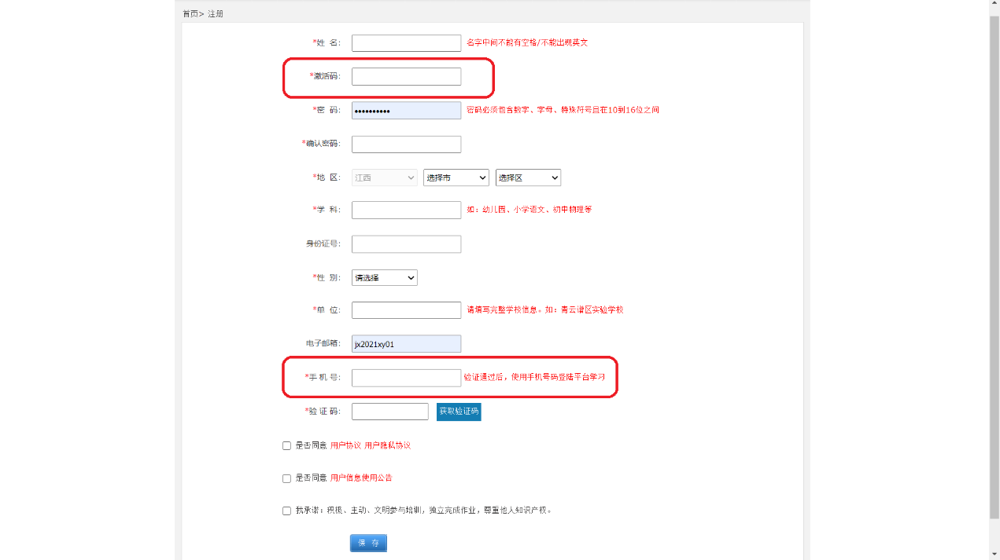 首页> 注册
*姓 名: 名字中间不能有空格/不能出现英文
*激活码:
*密 码: •••••••••• 密码必须包含数字、字母、特殊符号且在10到16位之间
*确认密码:
*地 区: 江西 选择市 选择区
*学 科: 如：幼儿园、小学语文、初中物理等
身份证号:
*性 别: 请选择
*单 位: 请填写完整学校信息。如：青云谱区实验学校
电子邮箱: jx2021xy01
*手 机 号: 验证通过后，使用手机号码登陆平台学习
*验 证 码: 获取验证码
是否同意 用户协议 用户隐私协议
是否同意 用户信息使用公告
我承诺：积极、主动、文明参与培训，独立完成作业，尊重他人知识产权。
保 存